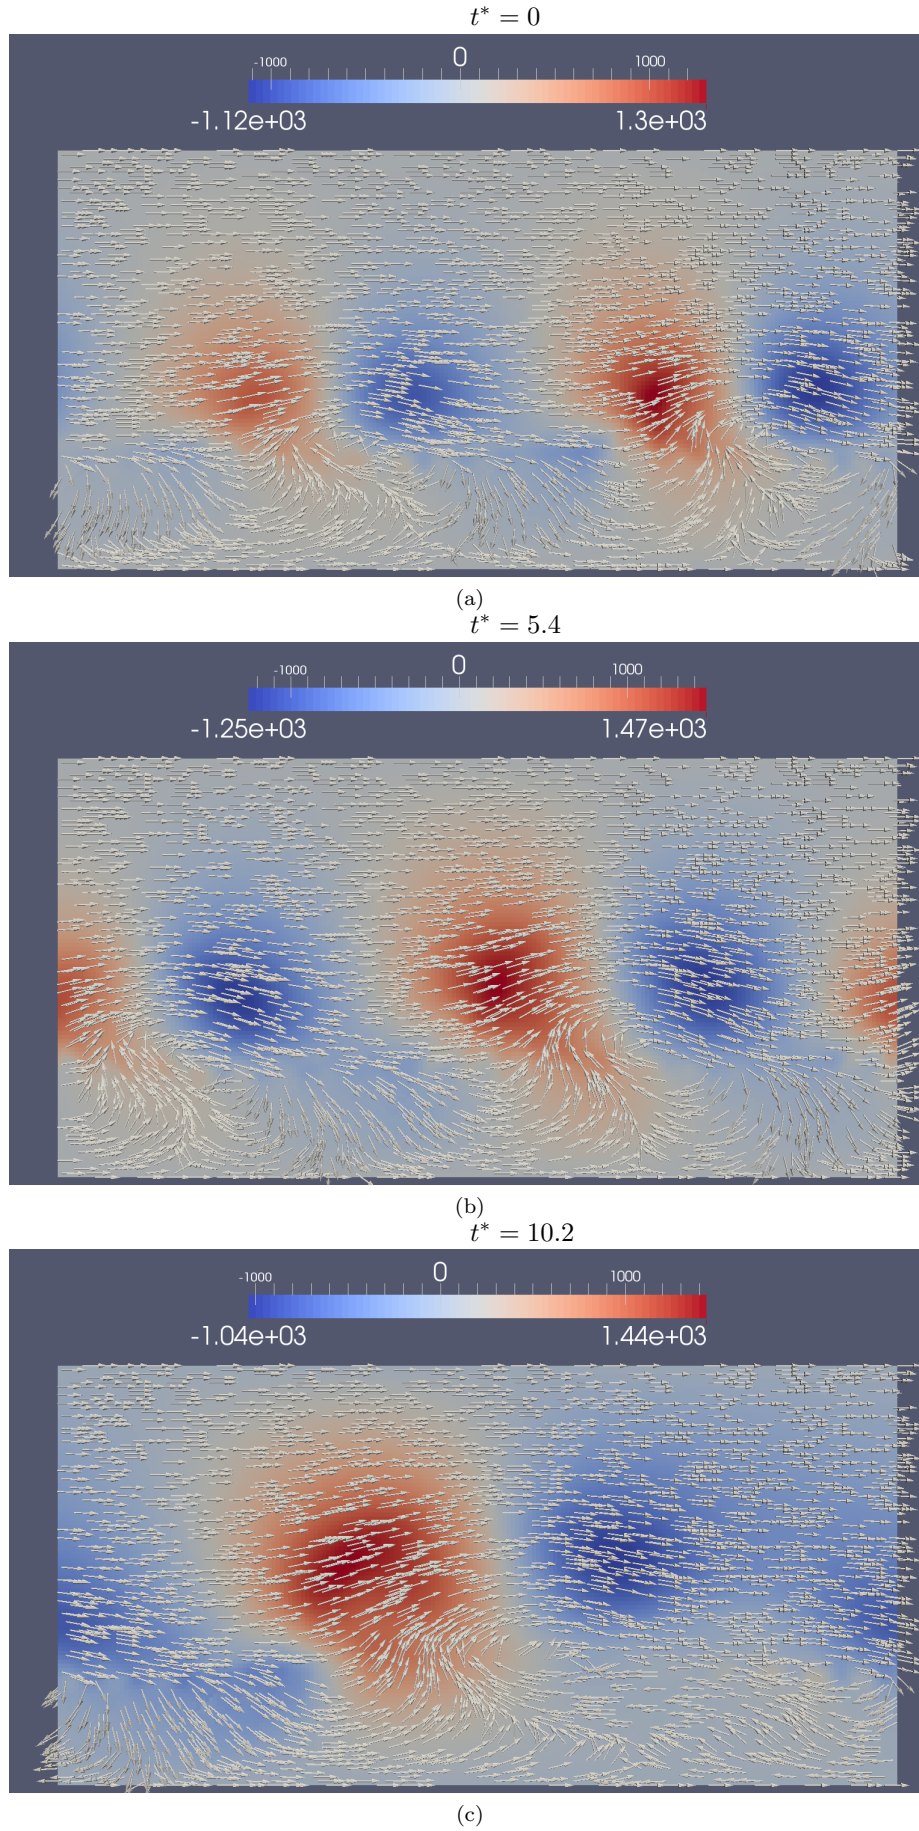 t* = 0
-1000 0 1000
-1.12e+03 1.3e+03
(a)
t* = 5.4
-1000 0 1000
-1.25e+03 1.47e+03
(b)
t* = 10.2
-1000 0 1000
-1.04e+03 1.44e+03
(c)